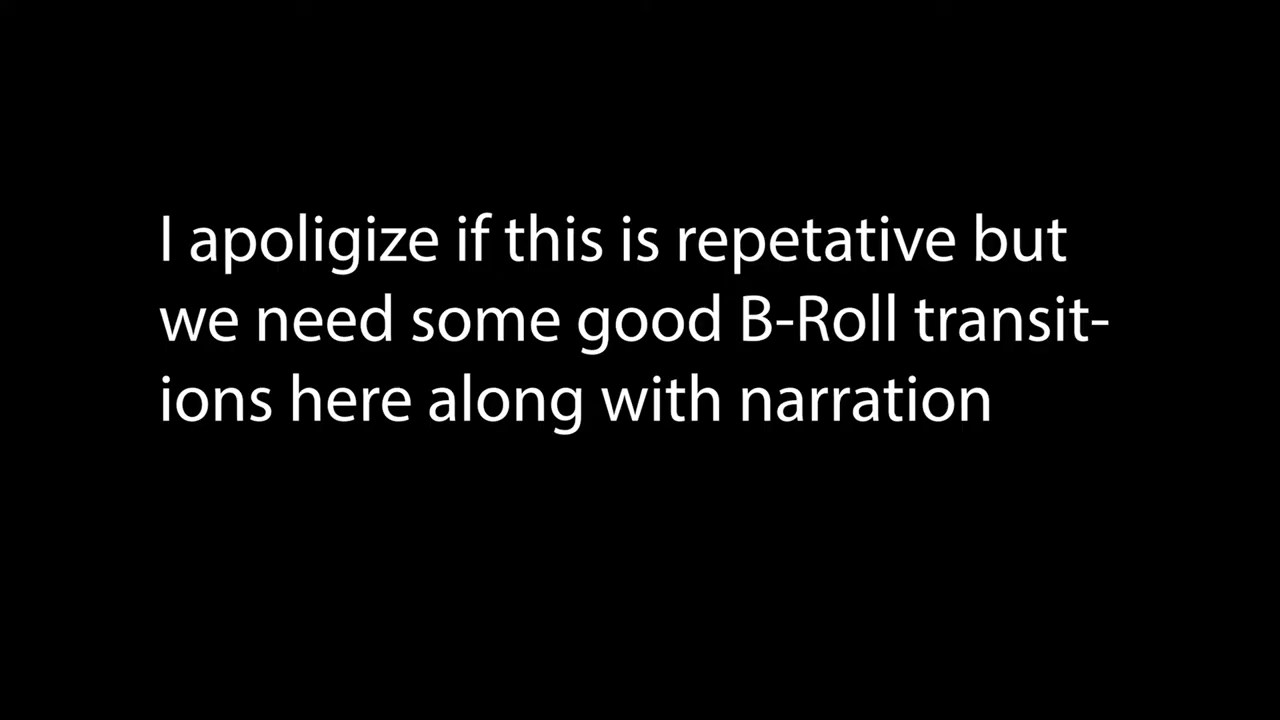 I apoligize if this is repetative but
we need some good B-Roll transit-
ions here along with narration